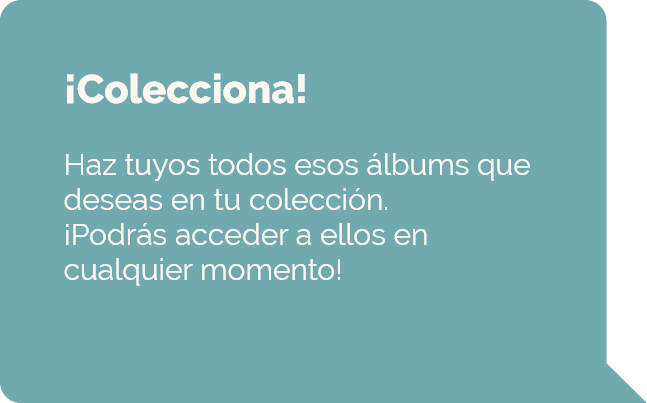 ¡Colecciona!
Haz tuyos todos esos álbums que
deseas en tu colección.
¡Podrás acceder a ellos en
cualquier momento!